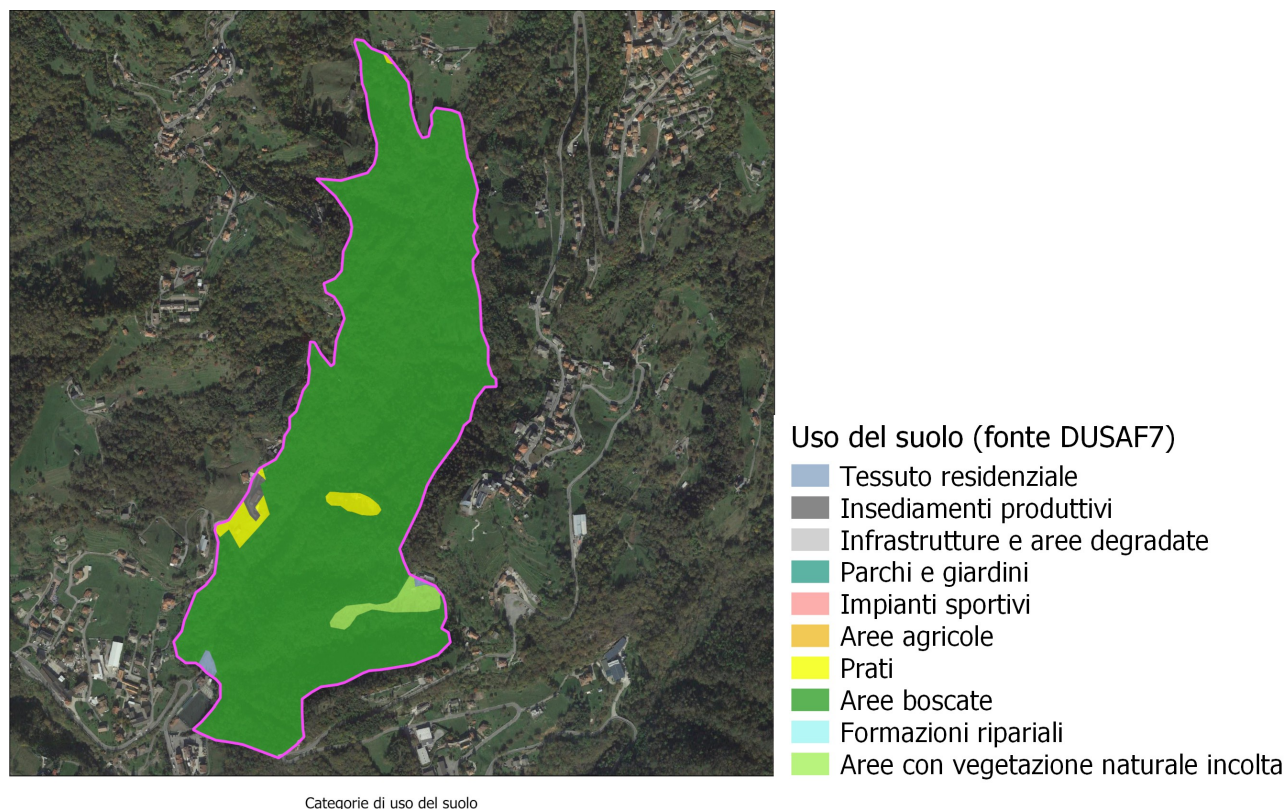 Uso del suolo (fonte DUSAF7)
Tessuto residenziale
Insediamenti produttivi
Infrastrutture e aree degradate
Parchi e giardini
Impianti sportivi
Aree agricole
Prati
Aree boscate
Formazioni ripariali
Aree con vegetazione naturale incolta
Categorie di uso del suolo